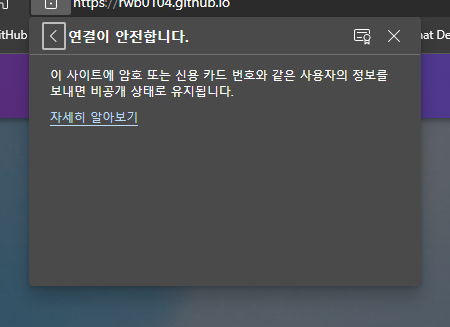 https://rwb0104.github.io
itHub
연결이 안전합니다.
hat De
이 사이트에 암호 또는 신용 카드 번호와 같은 사용자의 정보를
보내면 비공개 상태로 유지됩니다.
자세히 알아보기